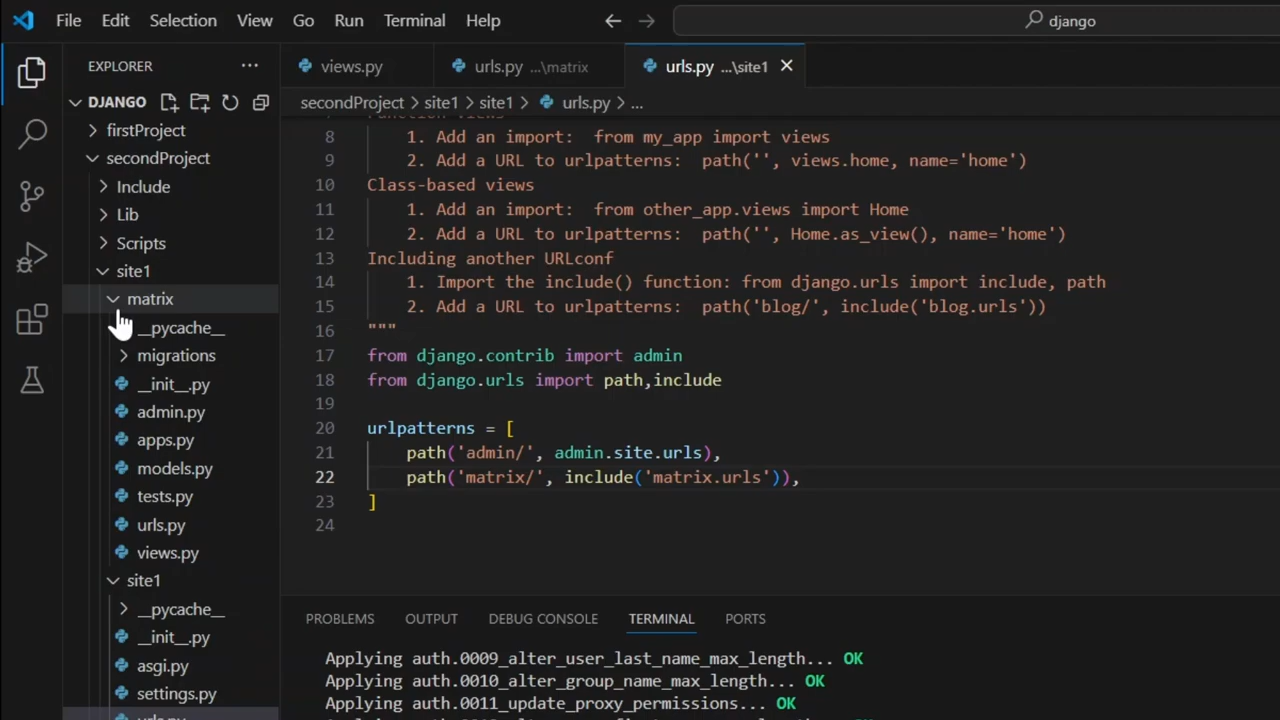 File Edit Selection View Go Run Terminal Help
django
EXPLORER
DJANGO
firstProject
secondProject
Include
Lib
Scripts
site1
matrix
__pycache__
migrations
__init__.py
admin.py
apps.py
models.py
tests.py
urls.py
views.py
site1
__pycache__
__init__.py
asgi.py
settings.py
urls.py
views.py
urls.py ...\matrix
urls.py ...\site1
secondProject > site1 > site1 > urls.py > ...
Function views
8 1. Add an import: from my_app import views
9 2. Add a URL to urlpatterns: path('', views.home, name='home')
10 Class-based views
11 1. Add an import: from other_app.views import Home
12 2. Add a URL to urlpatterns: path('', Home.as_view(), name='home')
13 Including another URLconf
14 1. Import the include() function: from django.urls import include, path
15 2. Add a URL to urlpatterns: path('blog/', include('blog.urls'))
16 """
17 from django.contrib import admin
18 from django.urls import path,include
19
20 urlpatterns = [
21 path('admin/', admin.site.urls),
22 path('matrix/', include('matrix.urls')),
23 ]
24
PROBLEMS OUTPUT DEBUG CONSOLE TERMINAL PORTS
Applying auth.0009_alter_user_last_name_max_length... OK
Applying auth.0010_alter_group_name_max_length... OK
Applying auth.0011_update_proxy_permissions... OK